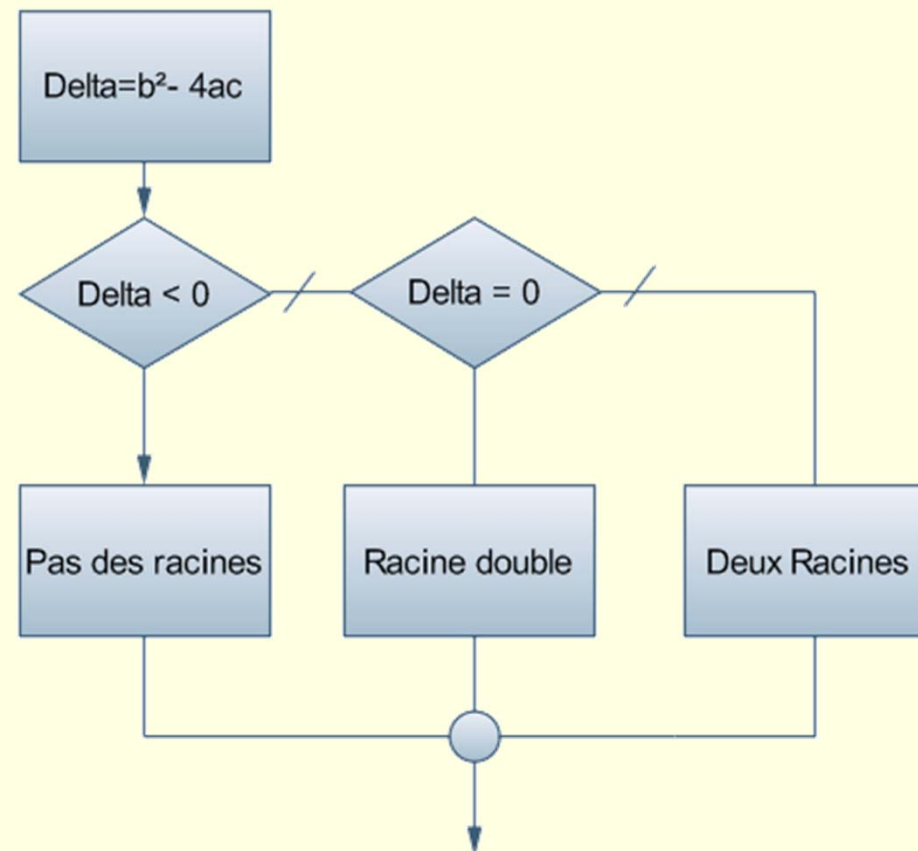 Delta=b²- 4ac
Delta < 0
Delta = 0
Pas des racines
Racine double
Deux Racines